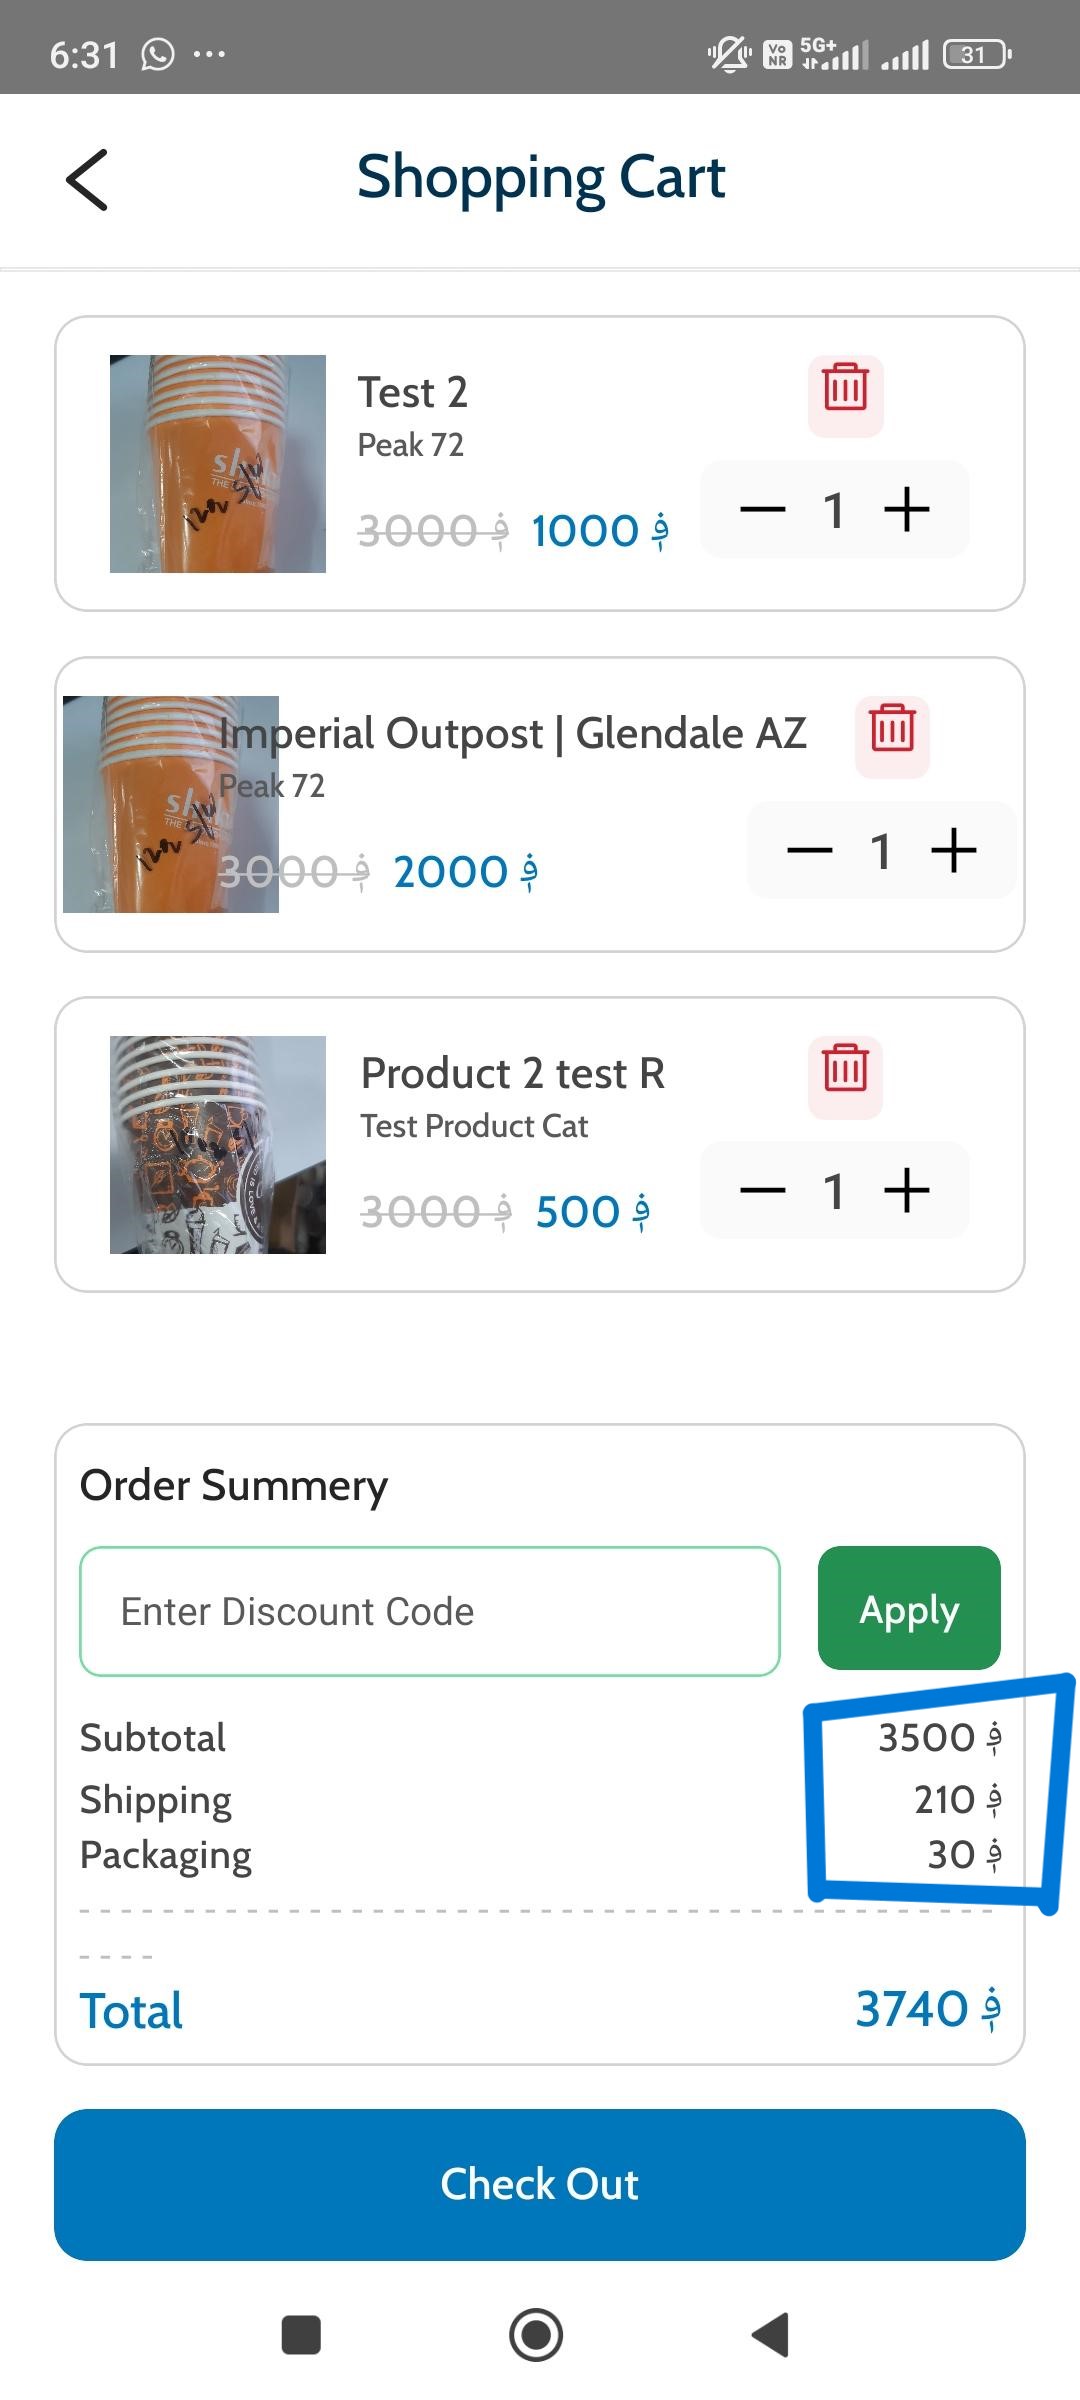 6:31
Vo NR 5G+ 31
Shopping Cart
Test 2
Peak 72
3000 ؋ 1000 ؋
1
Imperial Outpost | Glendale AZ
Peak 72
3000 ؋ 2000 ؋
1
Product 2 test R
Test Product Cat
3000 ؋ 500 ؋
1
Order Summery
Enter Discount Code
Apply
Subtotal 3500 ؋
Shipping 210 ؋
Packaging 30 ؋
Total 3740 ؋
Check Out